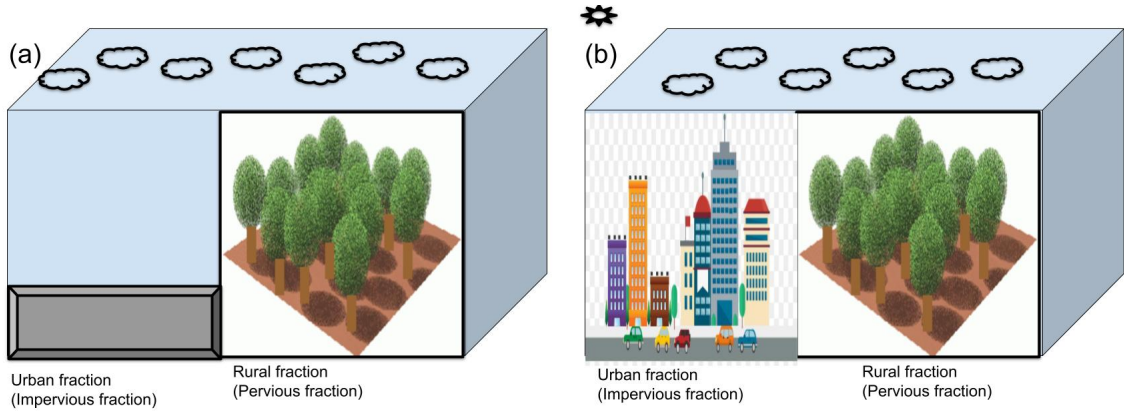 (a)
Urban fraction
(Impervious fraction)
Rural fraction
(Pervious fraction)
(b)
Urban fraction
(Impervious fraction)
Rural fraction
(Pervious fraction)